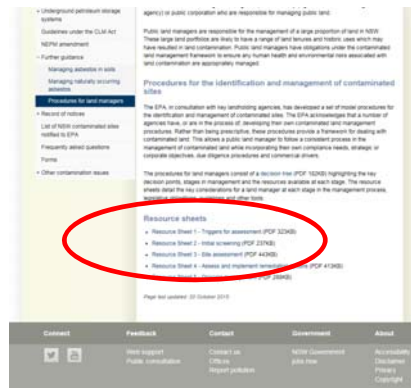 Underground petroleum storage
systems
Guidelines under the CLM Act
NEPM amendment
Further guidance
Managing asbestos in soils
Managing naturally occurring
asbestos
Procedures for land managers
Record of notices
List of NSW contaminated sites
notified to EPA
Frequently asked questions
Forms
Other contamination issues
agency) or public corporation who are responsible for managing public land.
Public land managers are responsible for the management of a large proportion of land in NSW.
These large land portfolios are likely to have a range of land tenures and historic uses which may
have resulted in land contamination. Public land managers have obligations under the contaminated
land management framework to ensure any human health and environmental risks associated with
land contamination are appropriately managed.
Procedures for the identification and management of contaminated
sites
The EPA, in consultation with key landholding agencies, has developed a set of model procedures for
the identification and management of contaminated sites. The EPA acknowledges that a number of
agencies have, or are in the process of developing their own contaminated land management
procedures. Rather than being prescriptive, these procedures provide a framework for dealing with
contaminated land. This allows a public land manager to follow a consistent process in the
management of contaminated land while incorporating their own compliance needs, strategic or
corporate objectives, due diligence procedures and commercial drivers.
The procedures for land managers consist of a decision tree (PDF 182KB) highlighting the key
decision points, stages in management and the resources available at each stage. The resource
sheets detail the key considerations for a land manager at each stage in the management process,
legislative obligations, guidelines and other tools.
Resource sheets
Resource Sheet 1 - Triggers for assessment (PDF 323KB)
Resource Sheet 2 - Initial screening (PDF 237KB)
Resource Sheet 3 - Site assessment (PDF 443KB)
Resource Sheet 4 - Assess and implement remediation options (PDF 413KB)
Page last updated: 20 October 2015
Connect
Feedback
Web support
Public consultation
Contact
Contact us
Offices
Report pollution
Government
NSW Government
jobs nsw
About
Accessibility
Disclaimer
Privacy
Copyright